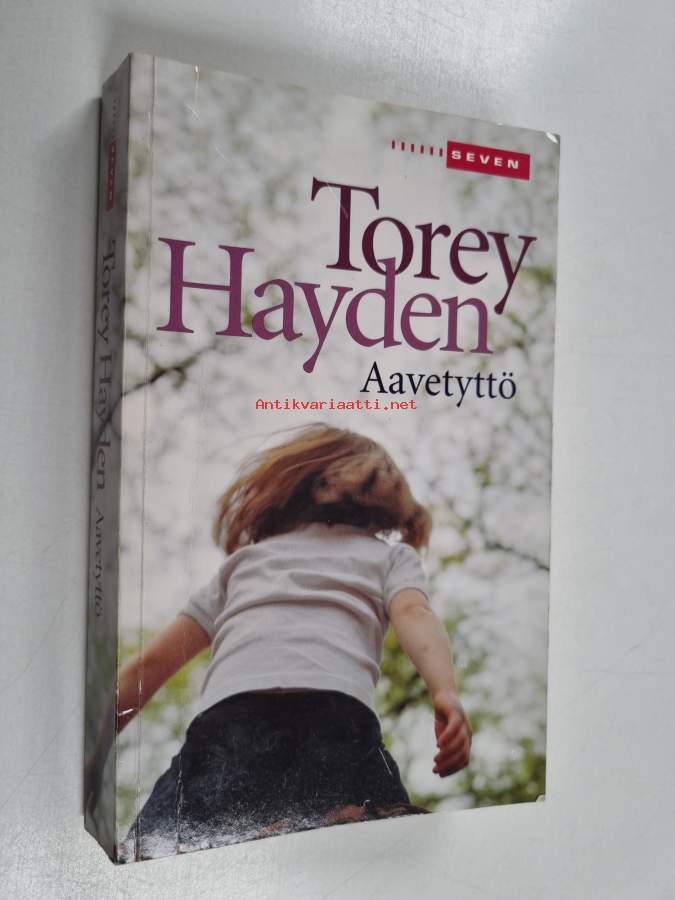 SEVEN
Torey
Hayden
Aavetyttö
Antikvariaatti.net
Torey Hayden Aavetyttö